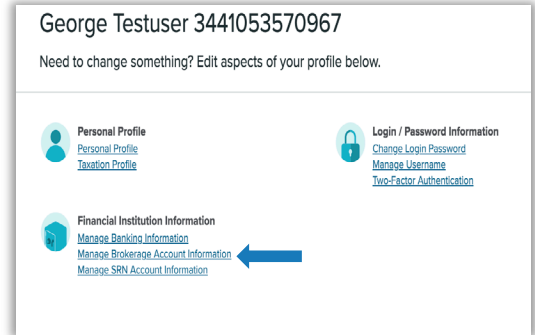 George Testuser 3441053570967
Need to change something? Edit aspects of your profile below.
Personal Profile
Personal Profile
Taxation Profile
Login / Password Information
Change Login Password
Manage Username
Two-Factor Authentication
Financial Institution Information
Manage Banking Information
Manage Brokerage Account Information
Manage SRN Account Information